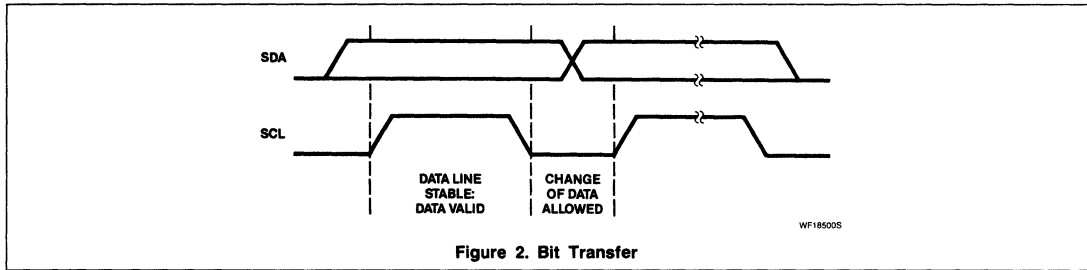 SDA
SCL
DATA LINE
STABLE:
DATA VALID
CHANGE
OF DATA
ALLOWED
WF18500S
Figure 2. Bit Transfer